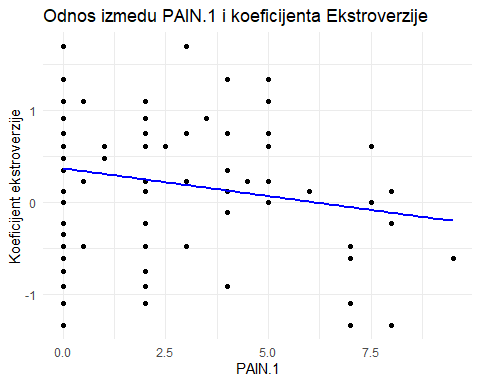 Odnos izmedu PAIN.1 i koeficijenta Ekstroverzije
Koeficijent ekstroverzije
1
0
-1
0.0 2.5 5.0 7.5
PAIN.1